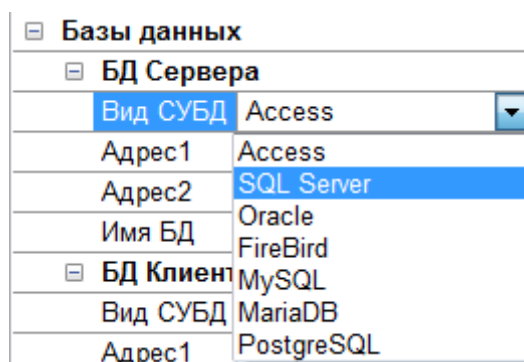 Базы данных
БД Сервера
Вид СУБД Access
Адрес1 Access
Адрес2 SQL Server
Имя БД Oracle
FireBird
БД Клиент MySQL
Вид СУБД MariaDB
Адрес1 PostgreSQL